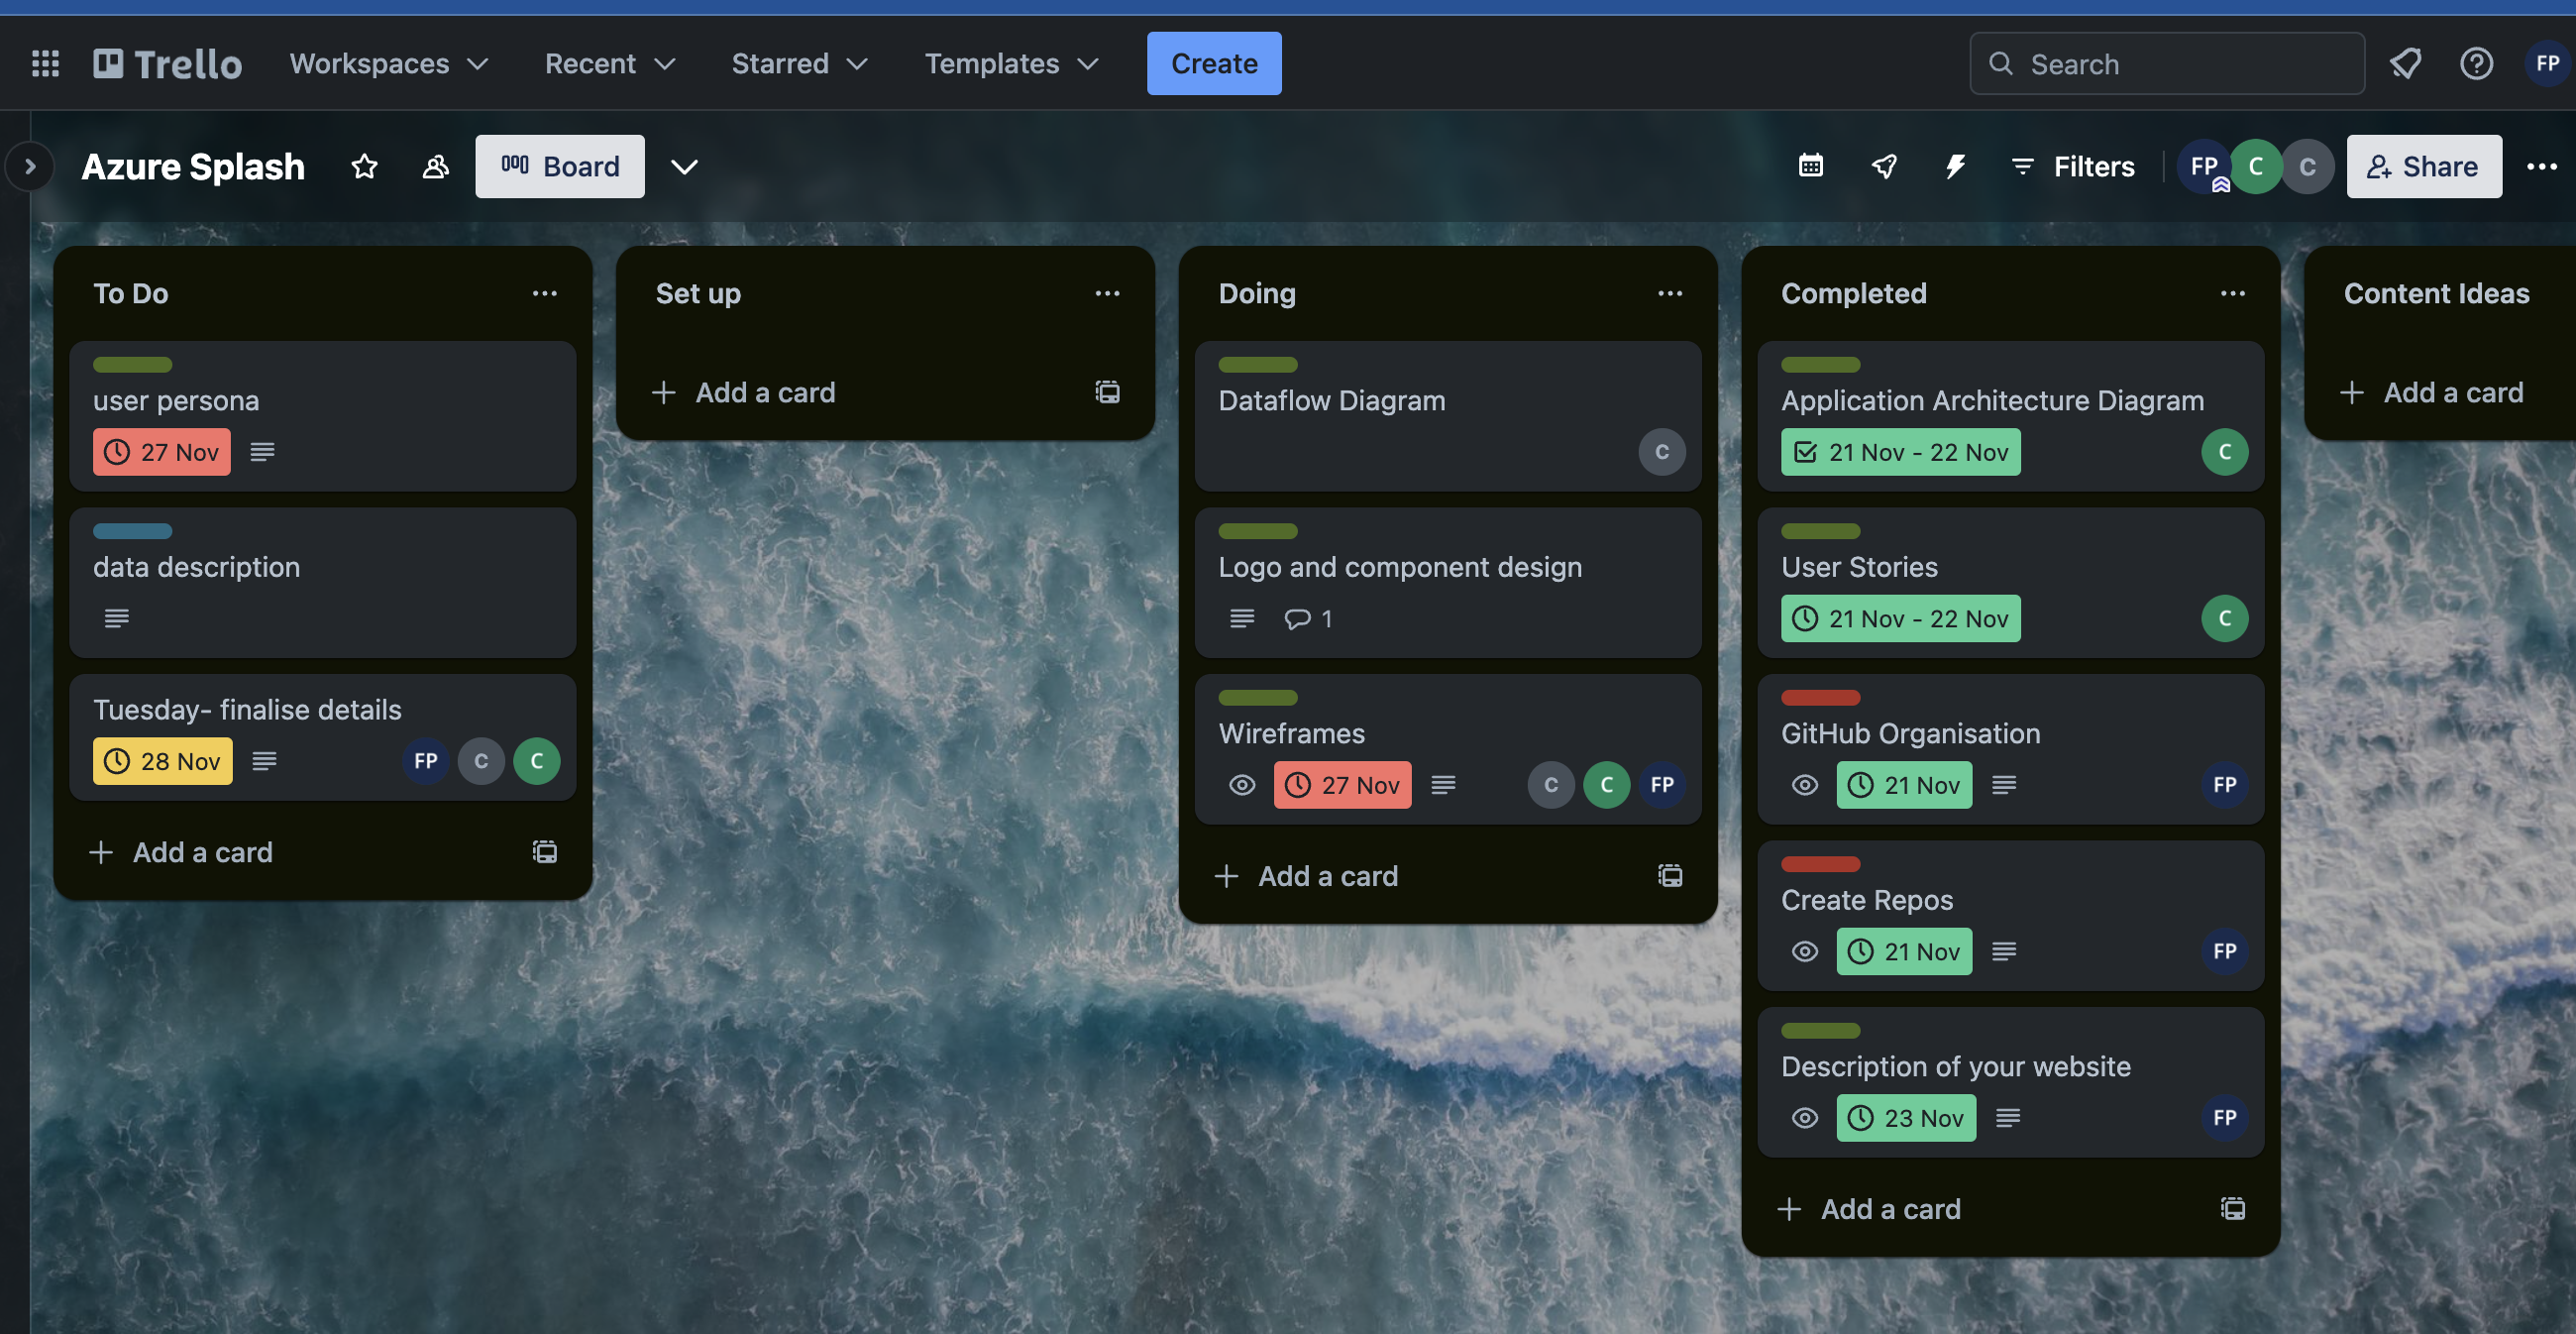 Trello
Workspaces
Recent
Starred
Templates
Create
Search
FP
Azure Splash
Board
Filters
FP
C
C
Share
To Do
user persona
27 Nov
data description
Tuesday- finalise details
28 Nov
FP
C
C
Add a card
Set up
Add a card
Doing
Dataflow Diagram
C
Logo and component design
1
Wireframes
27 Nov
C
C
FP
Add a card
Completed
Application Architecture Diagram
21 Nov - 22 Nov
C
User Stories
21 Nov - 22 Nov
C
GitHub Organisation
21 Nov
FP
Create Repos
21 Nov
FP
Description of your website
23 Nov
FP
Add a card
Content Ideas
Add a card